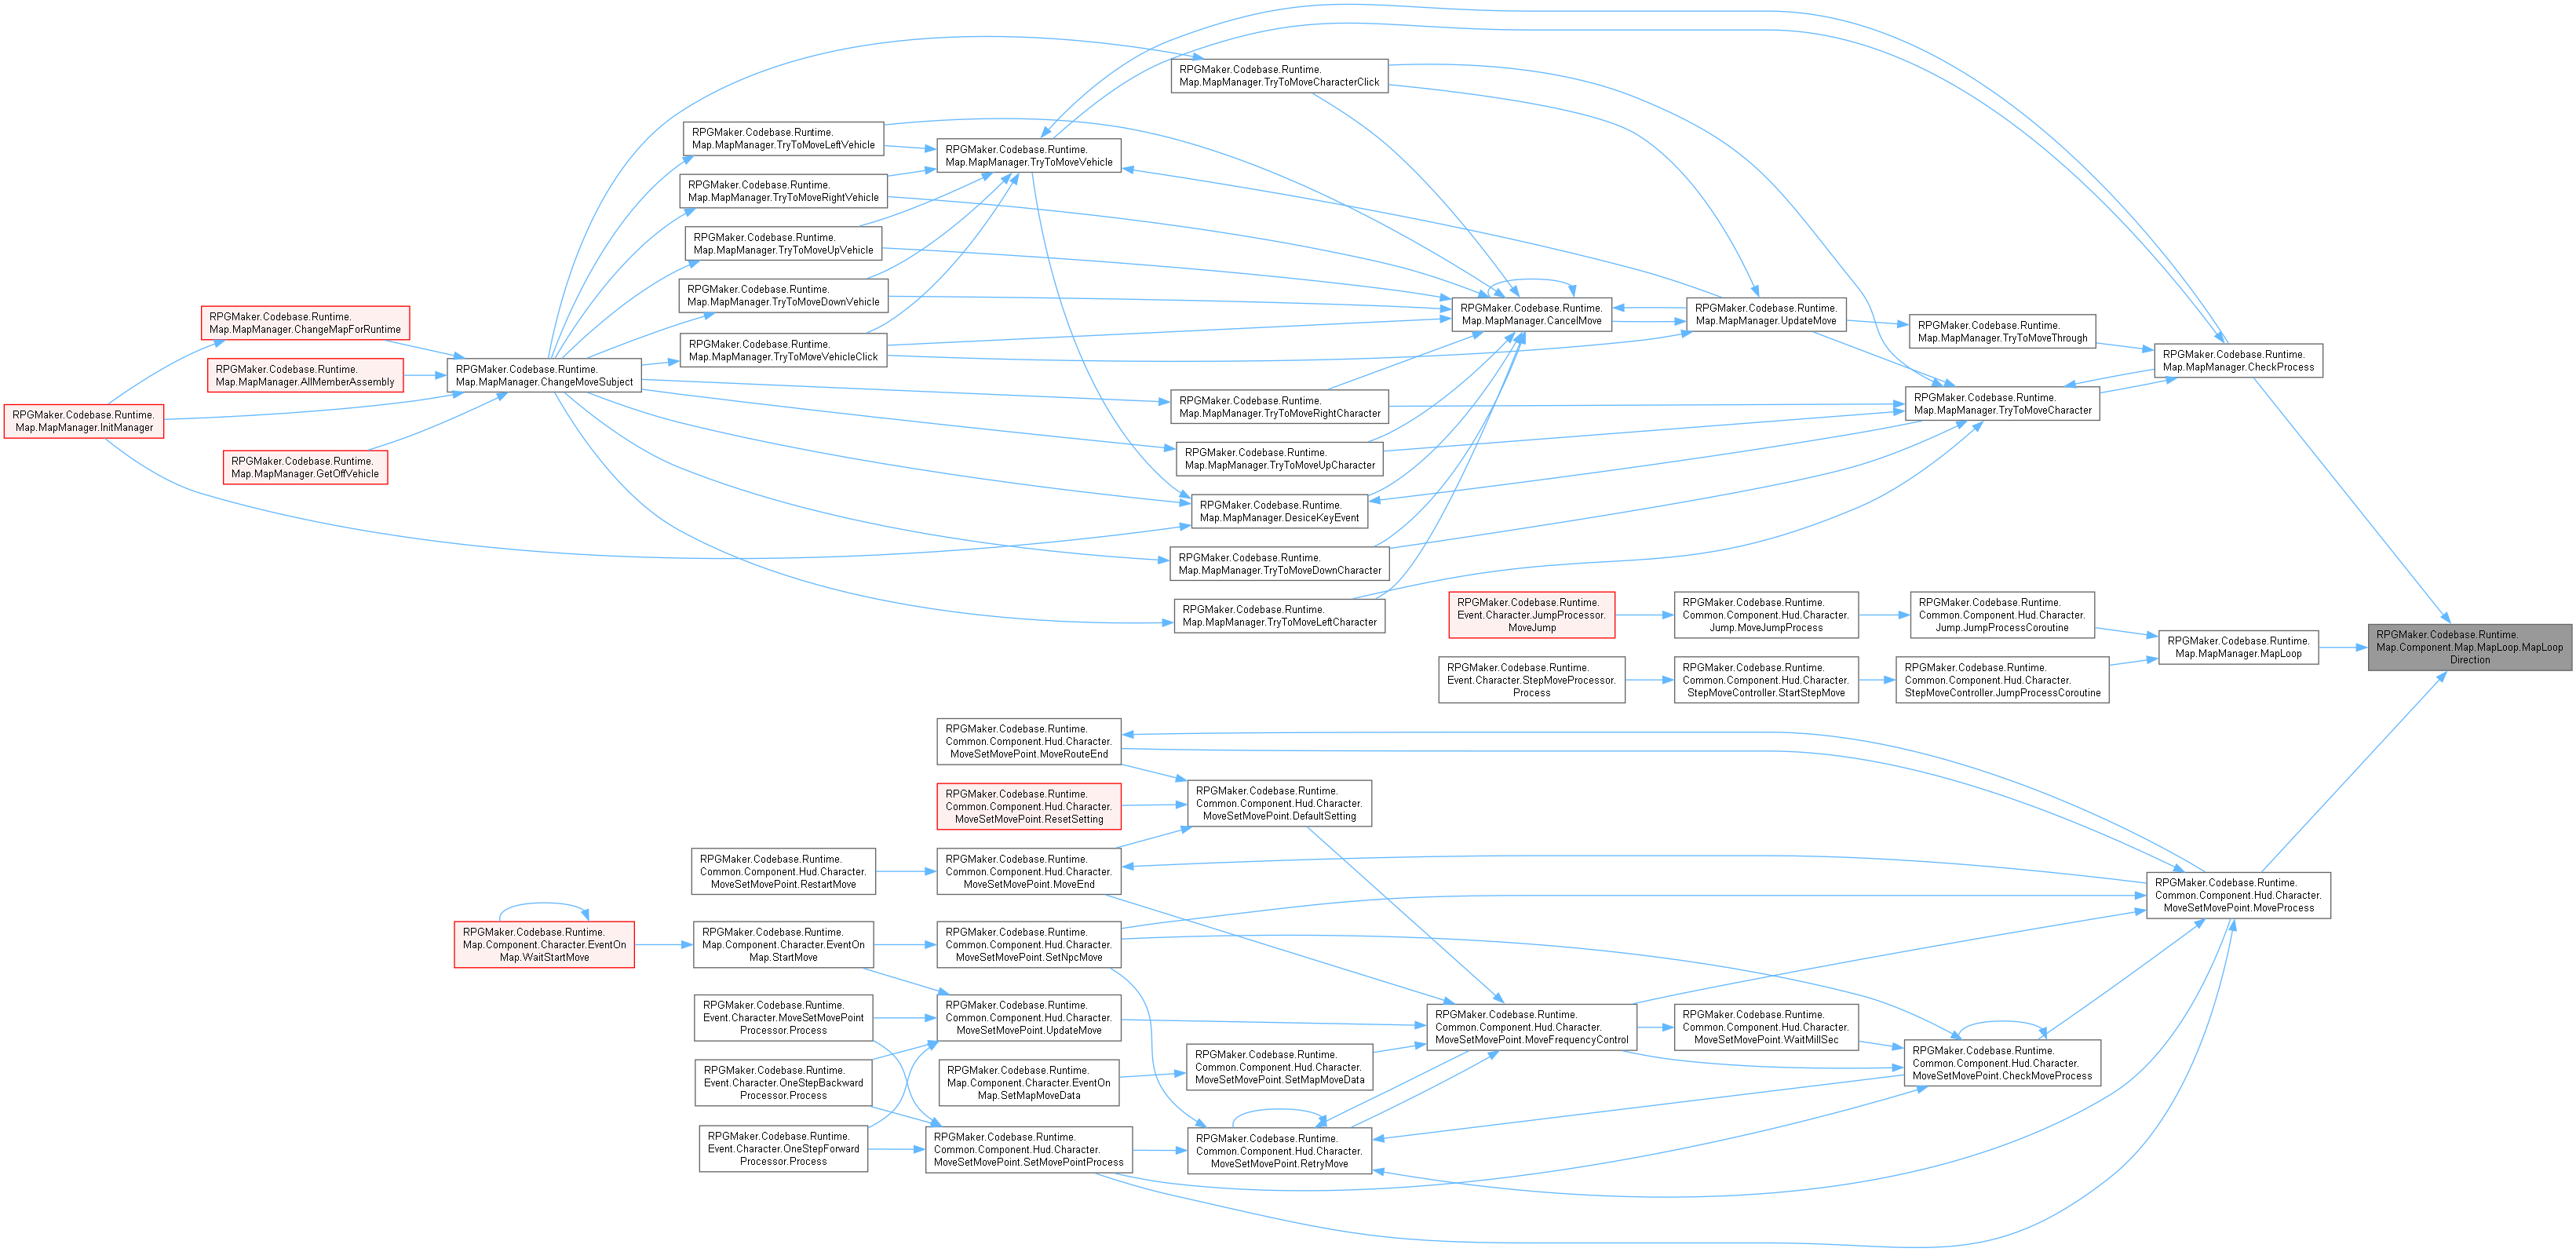 RPGMaker.Codebase.Runtime.
Map.MapManager.TryToMoveCharacterClick
RPGMaker.Codebase.Runtime.
Map.MapManager.TryToMoveLeftVehicle
RPGMaker.Codebase.Runtime.
Map.MapManager.TryToMoveVehicle
RPGMaker.Codebase.Runtime.
Map.MapManager.TryToMoveRightVehicle
RPGMaker.Codebase.Runtime.
Map.MapManager.TryToMoveUpVehicle
RPGMaker.Codebase.Runtime.
Map.MapManager.TryToMoveDownVehicle
RPGMaker.Codebase.Runtime.
Map.MapManager.CancelMove
RPGMaker.Codebase.Runtime.
Map.MapManager.UpdateMove
RPGMaker.Codebase.Runtime.
Map.MapManager.ChangeMapForRuntime
RPGMaker.Codebase.Runtime.
Map.MapManager.TryToMoveThrough
RPGMaker.Codebase.Runtime.
Map.MapManager.TryToMoveVehicleClick
RPGMaker.Codebase.Runtime.
Map.MapManager.CheckProcess
RPGMaker.Codebase.Runtime.
Map.MapManager.AllMemberAssembly
RPGMaker.Codebase.Runtime.
Map.MapManager.ChangeMoveSubject
RPGMaker.Codebase.Runtime.
Map.MapManager.TryToMoveRightCharacter
RPGMaker.Codebase.Runtime.
Map.MapManager.TryToMoveCharacter
RPGMaker.Codebase.Runtime.
Map.MapManager.InitManager
RPGMaker.Codebase.Runtime.
Map.MapManager.TryToMoveUpCharacter
RPGMaker.Codebase.Runtime.
Map.MapManager.GetOffVehicle
RPGMaker.Codebase.Runtime.
Map.MapManager.DesiceKeyEvent
RPGMaker.Codebase.Runtime.
Map.MapManager.TryToMoveDownCharacter
RPGMaker.Codebase.Runtime.
Map.MapManager.TryToMoveLeftCharacter
RPGMaker.Codebase.Runtime.
Event.Character.JumpProcessor.
MoveJump
RPGMaker.Codebase.Runtime.
Common.Component.Hud.Character.
Jump.MoveJumpProcess
RPGMaker.Codebase.Runtime.
Common.Component.Hud.Character.
Jump.JumpProcessCoroutine
RPGMaker.Codebase.Runtime.
Map.MapManager.MapLoop
RPGMaker.Codebase.Runtime.
Map.Component.Map.MapLoop.MapLoop
Direction
RPGMaker.Codebase.Runtime.
Event.Character.StepMoveProcessor.
Process
RPGMaker.Codebase.Runtime.
Common.Component.Hud.Character.
StepMoveController.StartStepMove
RPGMaker.Codebase.Runtime.
Common.Component.Hud.Character.
StepMoveController.JumpProcessCoroutine
RPGMaker.Codebase.Runtime.
Common.Component.Hud.Character.
MoveSetMovePoint.MoveRouteEnd
RPGMaker.Codebase.Runtime.
Common.Component.Hud.Character.
MoveSetMovePoint.ResetSetting
RPGMaker.Codebase.Runtime.
Common.Component.Hud.Character.
MoveSetMovePoint.DefaultSetting
RPGMaker.Codebase.Runtime.
Common.Component.Hud.Character.
MoveSetMovePoint.RestartMove
RPGMaker.Codebase.Runtime.
Common.Component.Hud.Character.
MoveSetMovePoint.MoveEnd
RPGMaker.Codebase.Runtime.
Common.Component.Hud.Character.
MoveSetMovePoint.MoveProcess
RPGMaker.Codebase.Runtime.
Map.Component.Character.EventOn
Map.WaitStartMove
RPGMaker.Codebase.Runtime.
Map.Component.Character.EventOn
Map.StartMove
RPGMaker.Codebase.Runtime.
Common.Component.Hud.Character.
MoveSetMovePoint.SetNpcMove
RPGMaker.Codebase.Runtime.
Event.Character.MoveSetMovePoint
Processor.Process
RPGMaker.Codebase.Runtime.
Common.Component.Hud.Character.
MoveSetMovePoint.UpdateMove
RPGMaker.Codebase.Runtime.
Common.Component.Hud.Character.
MoveSetMovePoint.MoveFrequencyControl
RPGMaker.Codebase.Runtime.
Common.Component.Hud.Character.
MoveSetMovePoint.WaitMillSec
RPGMaker.Codebase.Runtime.
Common.Component.Hud.Character.
MoveSetMovePoint.CheckMoveProcess
RPGMaker.Codebase.Runtime.
Event.Character.OneStepBackward
Processor.Process
RPGMaker.Codebase.Runtime.
Map.Component.Character.EventOn
Map.SetMapMoveData
RPGMaker.Codebase.Runtime.
Common.Component.Hud.Character.
MoveSetMovePoint.SetMapMoveData
RPGMaker.Codebase.Runtime.
Event.Character.OneStepForward
Processor.Process
RPGMaker.Codebase.Runtime.
Common.Component.Hud.Character.
MoveSetMovePoint.SetMovePointProcess
RPGMaker.Codebase.Runtime.
Common.Component.Hud.Character.
MoveSetMovePoint.RetryMove